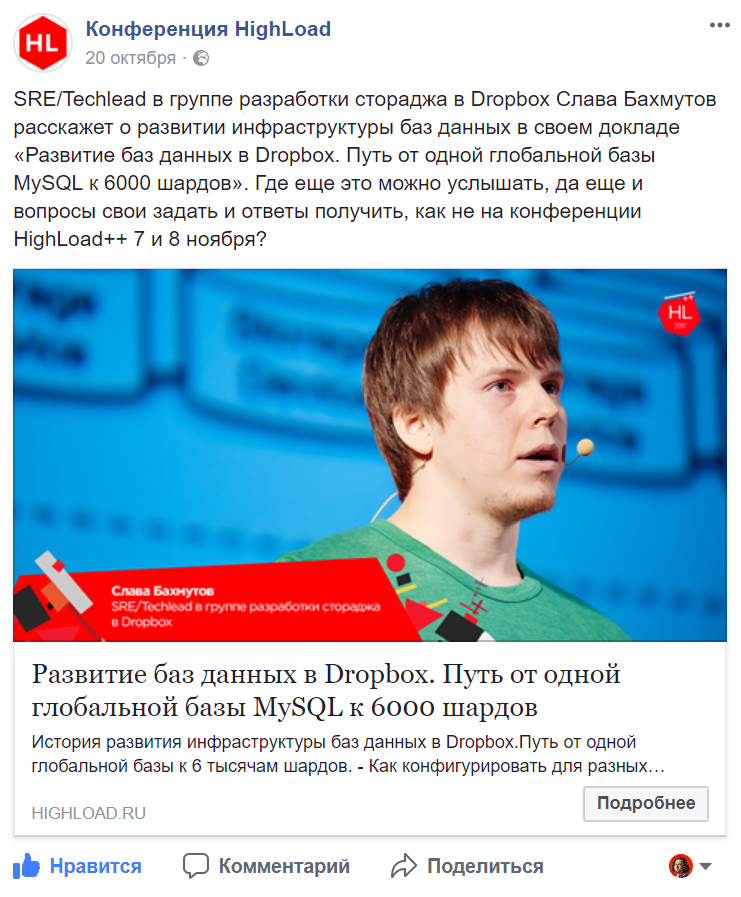 HL
Конференция HighLoad
20 октября ·
SRE/Techlead в группе разработки стораджа в Dropbox Слава Бахмутов
расскажет о развитии инфраструктуры баз данных в своем докладе
«Развитие баз данных в Dropbox. Путь от одной глобальной базы
MySQL к 6000 шардов». Где еще это можно услышать, да еще и
вопросы свои задать и ответы получить, как не на конференции
HighLoad++ 7 и 8 ноября?
++
HL
2017
Слава Бахмутов
SRE/Techlead в группе разработки стораджа
в Dropbox
Развитие баз данных в Dropbox. Путь от одной
глобальной базы MySQL к 6000 шардов
История развития инфраструктуры баз данных в Dropbox.Путь от одной
глобальной базы к 6 тысячам шардов. - Как конфигурировать для разных…
HIGHLOAD.RU
Подробнее
Нравится
Комментарий
Поделиться